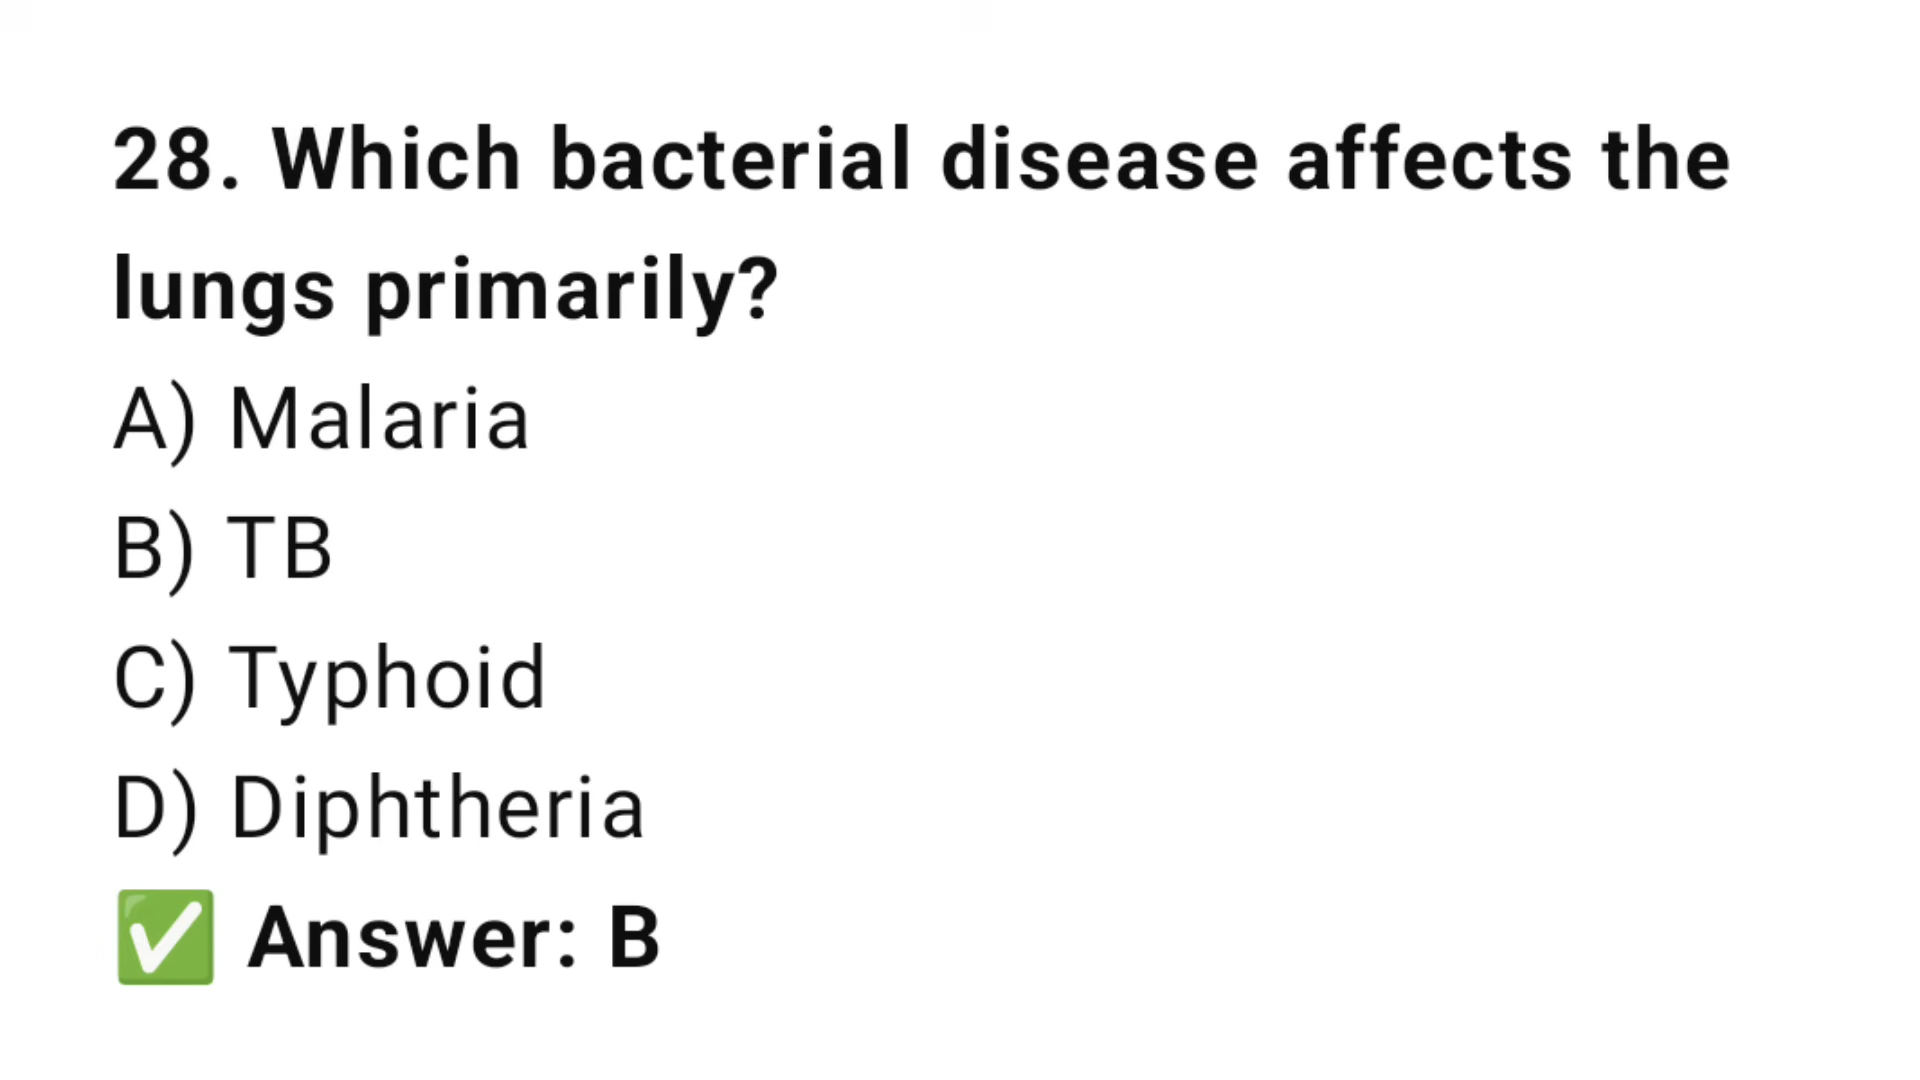 28. Which bacterial disease affects the
lungs primarily?
A) Malaria
B) TB
C) Typhoid
D) Diphtheria
✅ Answer: B